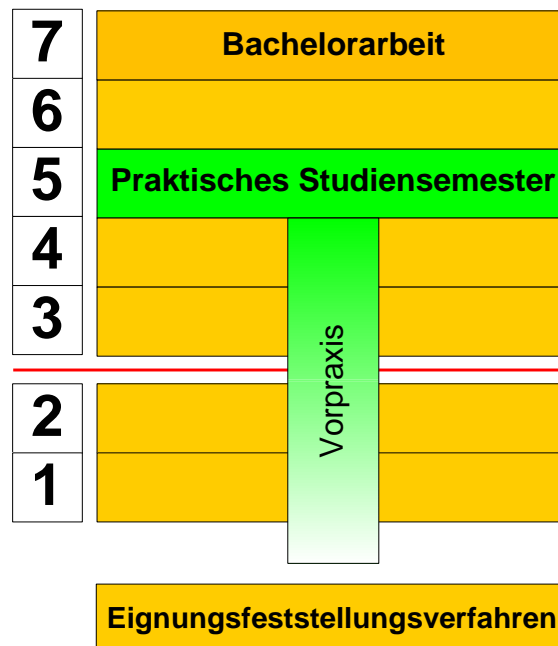 7
Bachelorarbeit
6
5
Praktisches Studiensemester
4
3
Vorpraxis
2
1
Eignungsfeststellungsverfahren